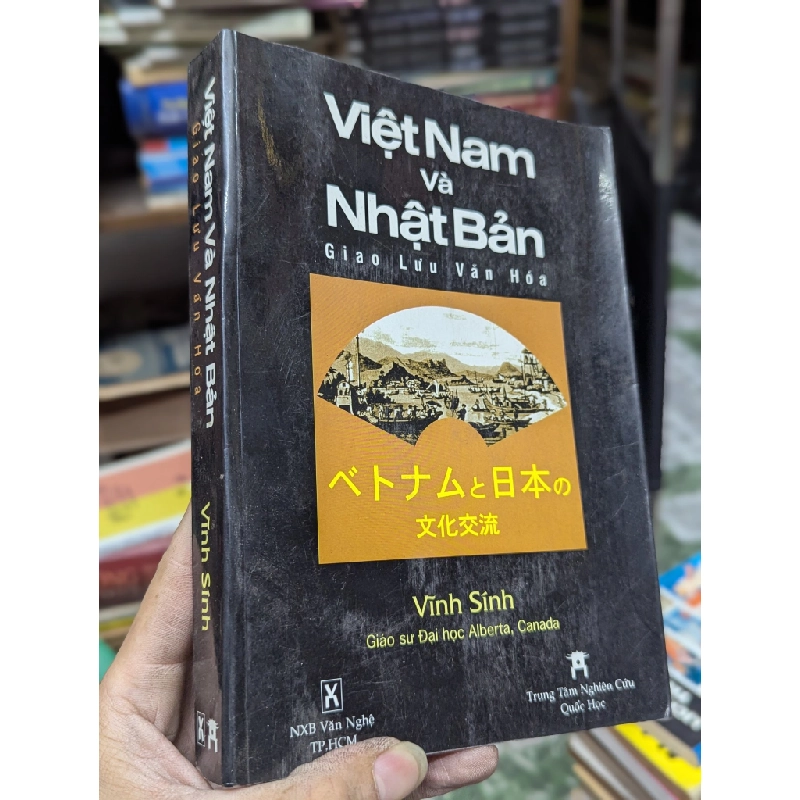 Việt Nam
Và
Nhật Bản
Giao Lưu Văn Hóa
ベトナムと日本の
文化交流
Vĩnh Sính
Giáo sư Đại học Alberta, Canada
NXB Văn Nghệ
TP.HCM
Trung Tâm Nghiên Cứu
Quốc Học
Việt Nam và Nhật Bản
Giao Lưu Văn Hóa
Vĩnh Sính